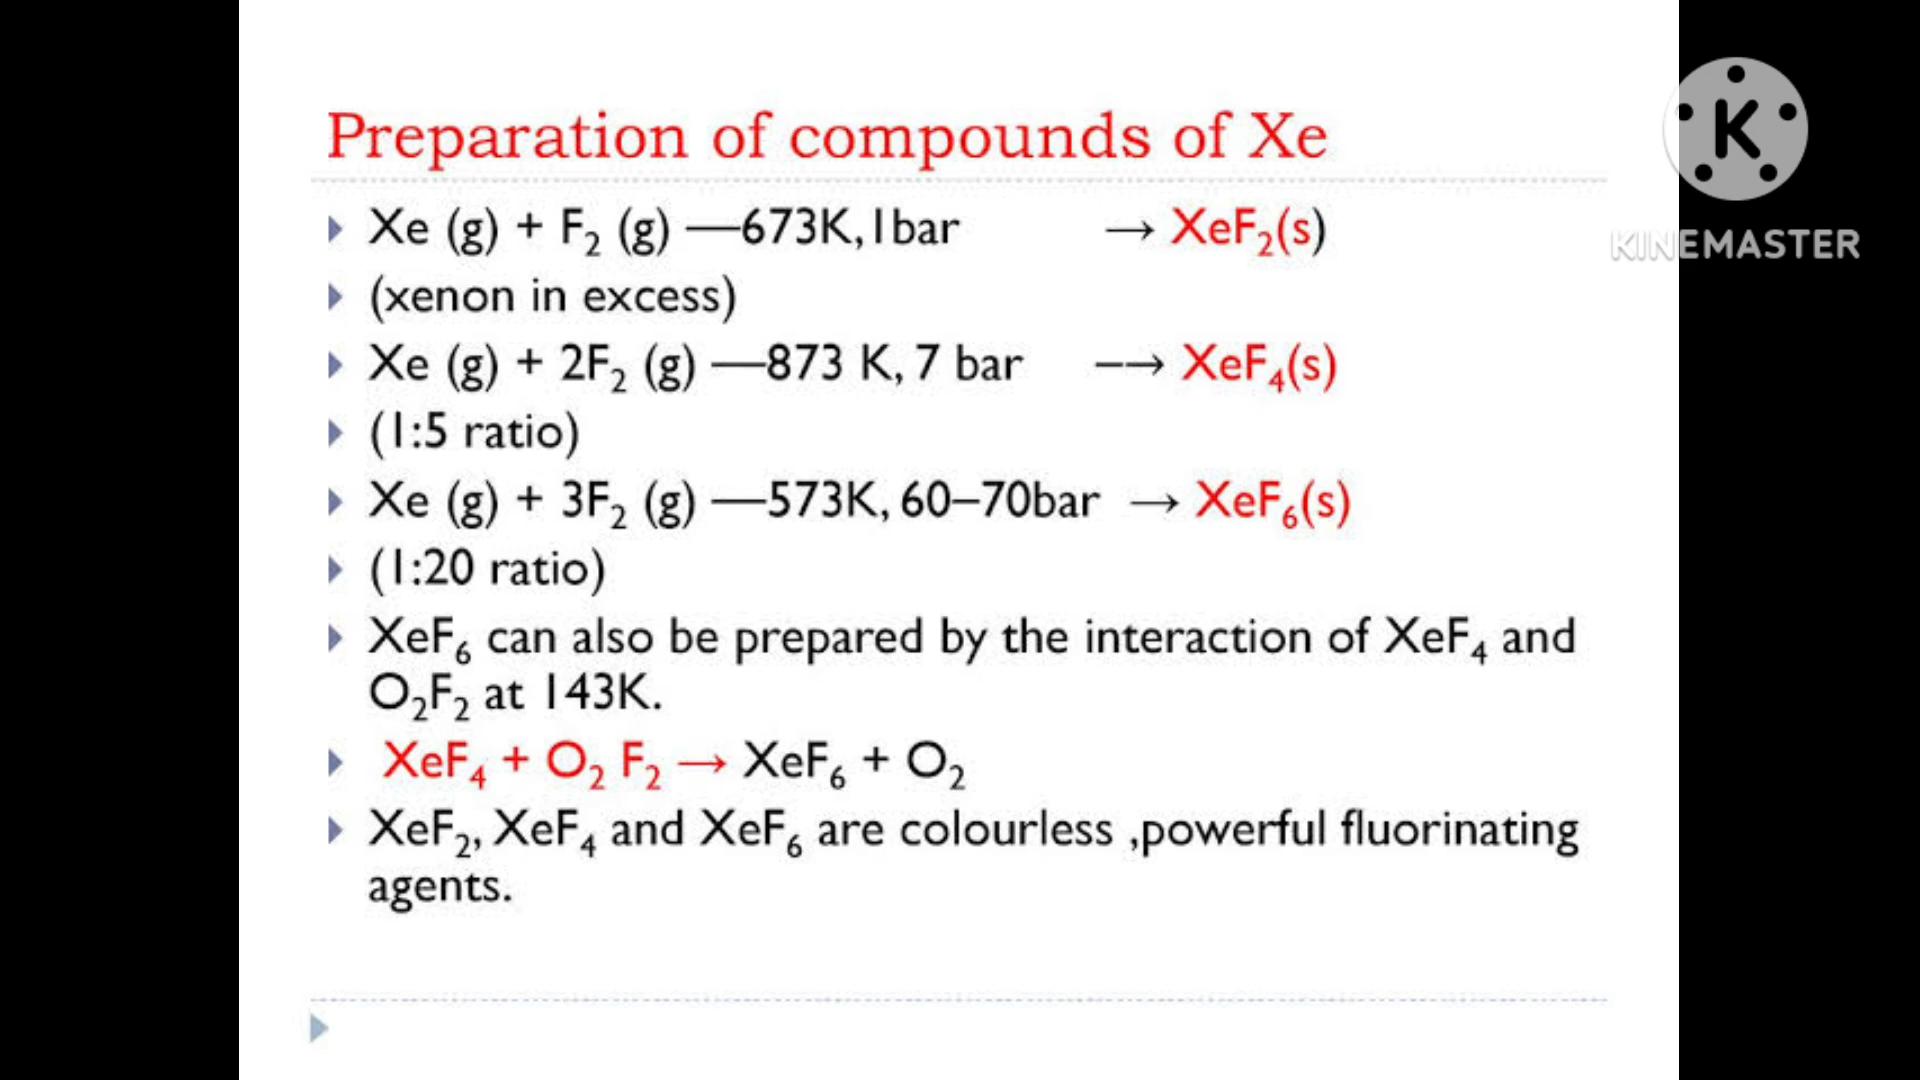 Preparation of compounds of Xe
Xe (g) + F₂ (g) —673K, 1bar → XeF₂(s)
(xenon in excess)
Xe (g) + 2F₂ (g) —873 K, 7 bar –→ XeF₄(s)
(1:5 ratio)
Xe (g) + 3F₂ (g) —573K, 60–70bar → XeF₆(s)
(1:20 ratio)
XeF₆ can also be prepared by the interaction of XeF₄ and
O₂F₂ at 143K.
XeF₄ + O₂ F₂ → XeF₆ + O₂
XeF₂, XeF₄ and XeF₆ are colourless ,powerful fluorinating
agents.
K
KINEMASTER